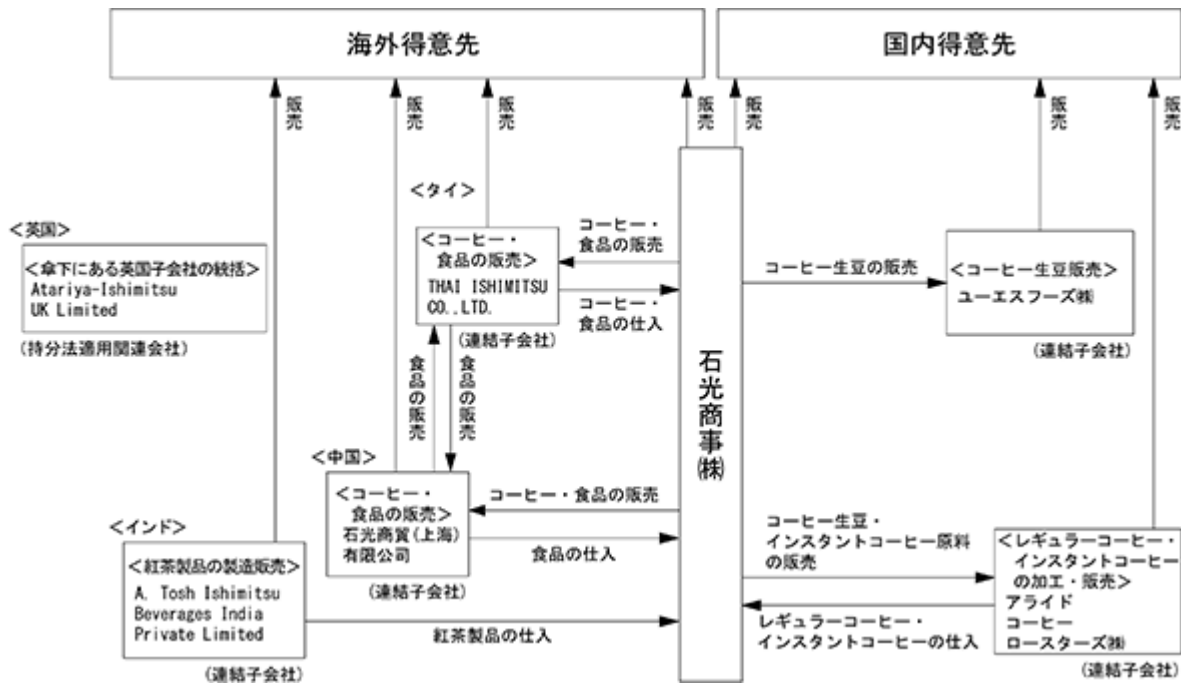 海外得意先
国内得意先
販売
販売
販売
販売
販売
販売
販売
＜タイ＞
＜コーヒー・
食品の販売＞
THAI ISHIMITSU
CO.,LTD.
(連結子会社)
コーヒー・
食品の販売
コーヒー・
食品の仕入
＜英国＞
＜傘下にある英国子会社の統括＞
Atariya-Ishimitsu
UK Limited
(持分法適用関連会社)
コーヒー生豆の販売
＜コーヒー生豆販売＞
ユーエスフーズ㈱
(連結子会社)
食品の販売
食品の販売
石光商事㈱
＜中国＞
＜コーヒー・
食品の販売＞
石光商貿(上海)
有限公司
(連結子会社)
コーヒー・食品の販売
食品の仕入
＜インド＞
＜紅茶製品の製造販売＞
A. Tosh Ishimitsu
Beverages India
Private Limited
(連結子会社)
紅茶製品の仕入
コーヒー生豆・
インスタントコーヒー原料
の販売
レギュラーコーヒー・
インスタントコーヒーの仕入
＜レギュラーコーヒー・
インスタントコーヒー
の加工・販売＞
アライド
コーヒー
ロースターズ㈱
(連結子会社)